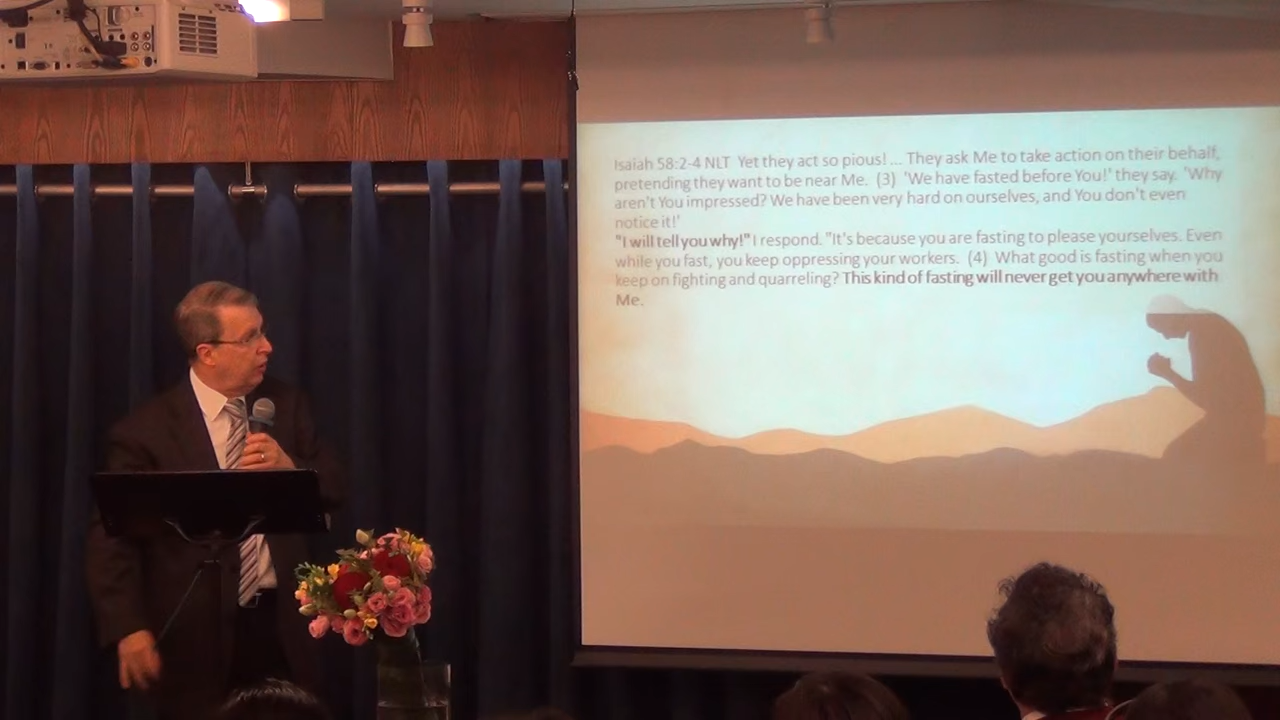 Isaiah 58:2-4 NLT Yet they act so pious! ... They ask Me to take action on their behalf,
pretending they want to be near Me. (3) 'We have fasted before You!' they say. 'Why
aren't You impressed? We have been very hard on ourselves, and You don't even
notice it!'
"I will tell you why!" I respond. "It's because you are fasting to please yourselves. Even
while you fast, you keep oppressing your workers. (4) What good is fasting when you
keep on fighting and quarreling? This kind of fasting will never get you anywhere with
Me.